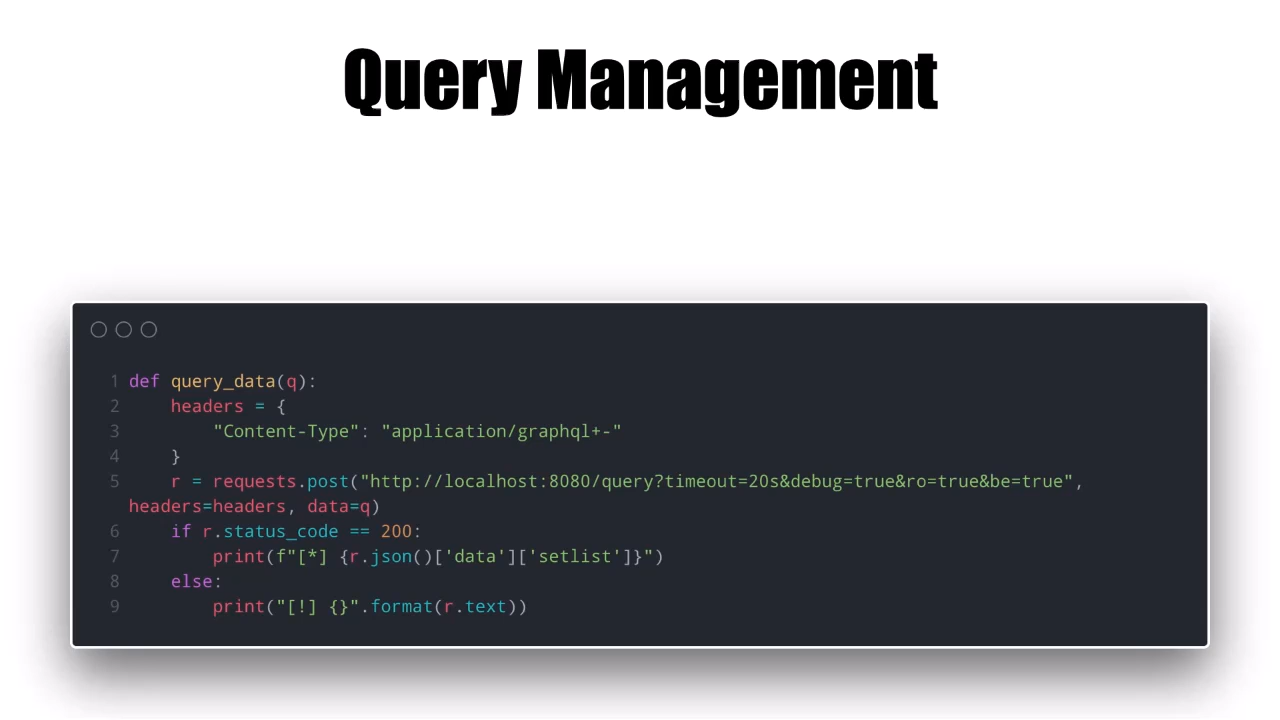 Query Management
1 def query_data(q):
2     headers = {
3         "Content-Type": "application/graphql+-"
4     }
5     r = requests.post("http://localhost:8080/query?timeout=20s&debug=true&ro=true&be=true",
headers=headers, data=q)
6     if r.status_code == 200:
7         print(f"[*] {r.json()['data']['setlist']}")
8     else:
9         print("[!] {}".format(r.text))